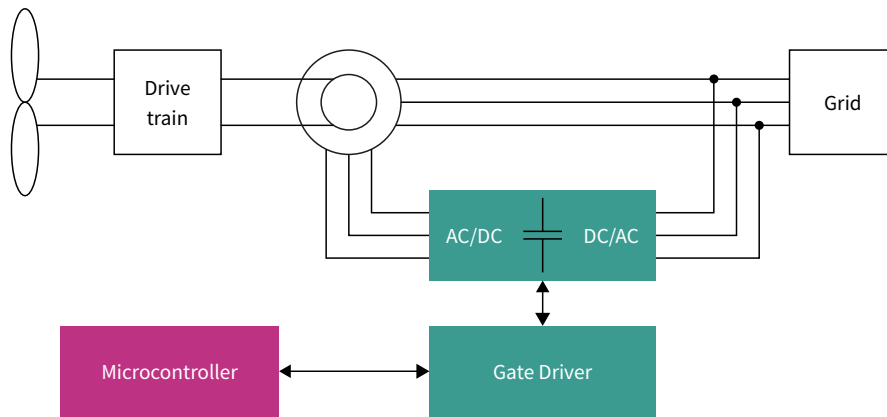 Drive
train
Grid
AC/DC
DC/AC
Microcontroller
Gate Driver